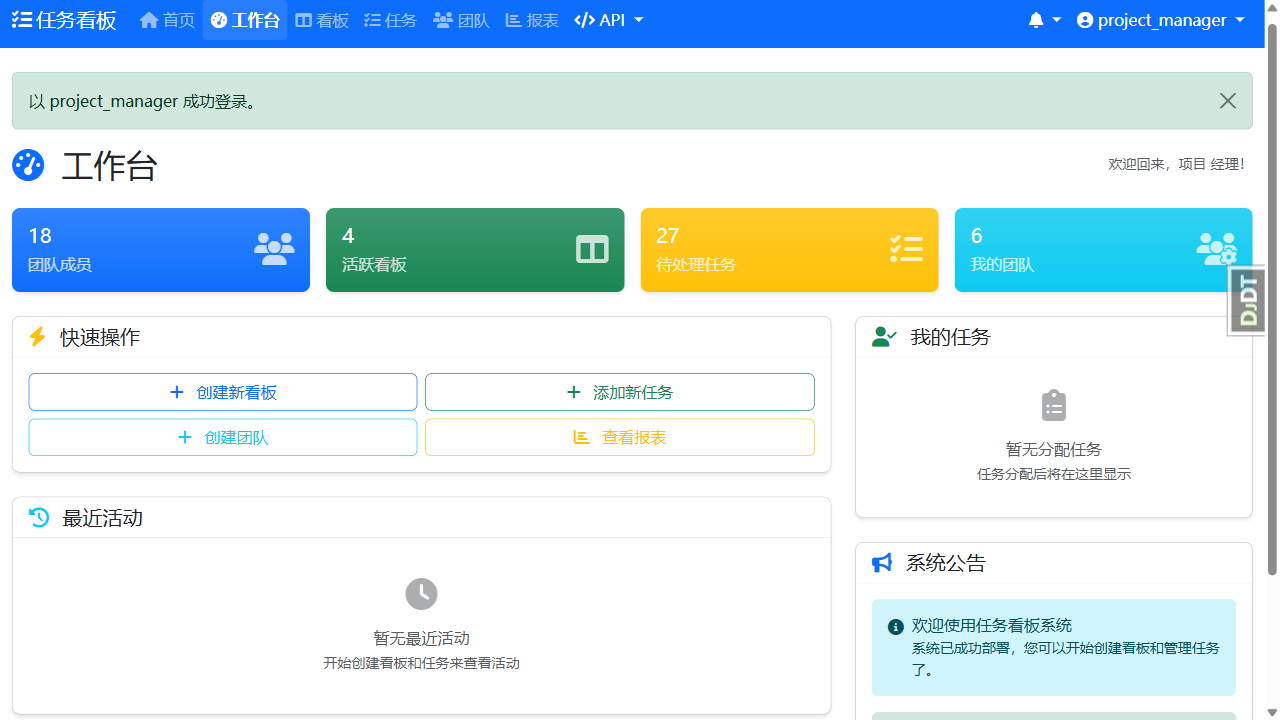 任务看板 首页 工作台 看板 任务 团队 报表 API project_manager
以 project_manager 成功登录。
工作台
欢迎回来，项目 经理！
18
团队成员
4
活跃看板
27
待处理任务
6
我的团队
DJDT
快速操作
创建新看板
添加新任务
创建团队
查看报表
我的任务
暂无分配任务
任务分配后将在这里显示
最近活动
暂无最近活动
开始创建看板和任务来查看活动
系统公告
欢迎使用任务看板系统
系统已成功部署，您可以开始创建看板和管理任务
了。